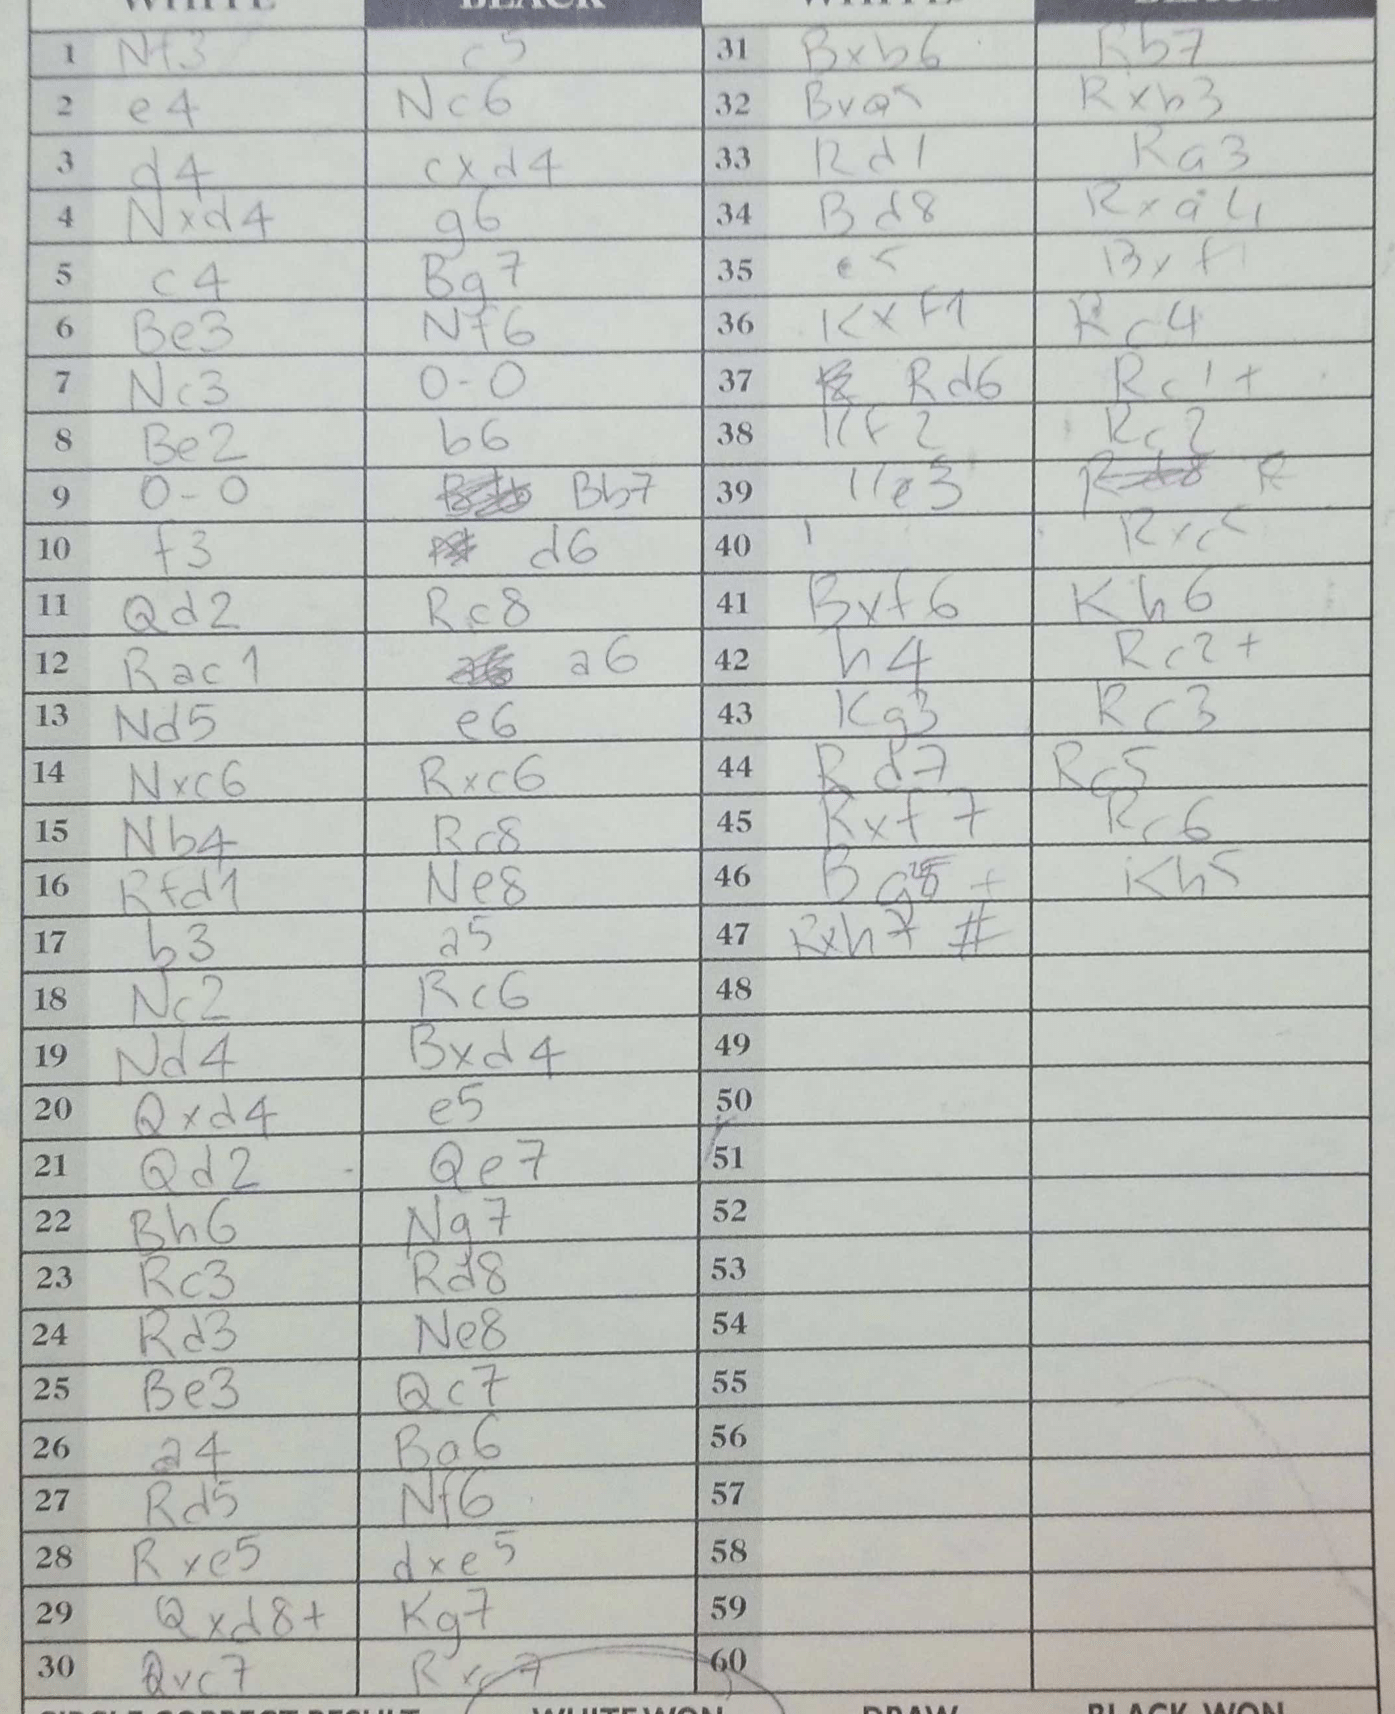 WHITE BLACK WHITE BLACK
1 Nf3 c5 31 Bxb6 Rb7
2 e4 Nc6 32 Bxa5 Rxb3
3 d4 cxd4 33 Rd1 Ra3
4 Nxd4 g6 34 Bd8 Rxa4
5 c4 Bg7 35 e5 Bxf1
6 Be3 Nf6 36 Kxf1 Rc4
7 Nc3 0-0 37 Rd6 Rc1+
8 Be2 b6 38 Kf2 Rc2
9 0-0 Bb7 39 Ke3
10 f3 d6 40 Rxc5
11 Qd2 Rc8 41 Bxf6 Kh6
12 Rac1 a6 42 h4 Rc2+
13 Nd5 e6 43 Kg3 Rc3
14 Nxc6 Rxc6 44 Rd7 Rc5
15 Nb4 Rc8 45 Rxf7 Rc6
16 Rfd1 Ne8 46 Bg5+ Kh5
17 b3 a5 47 Rxh7 #
18 Nc2 Rc6 48
19 Nd4 Bxd4 49
20 Qxd4 e5 50
21 Qd2 Qe7 51
22 Bh6 Ng7 52
23 Rc3 Rd8 53
24 Rd3 Ne8 54
25 Be3 Qc7 55
26 a4 Ba6 56
27 Rd5 Nf6 57
28 Rxe5 dxe5 58
29 Qxd8+ Kg7 59
30 Qxc7 Rxc7 60
CIRCLE CORRECT RESULT WHITE WON DRAW BLACK WON